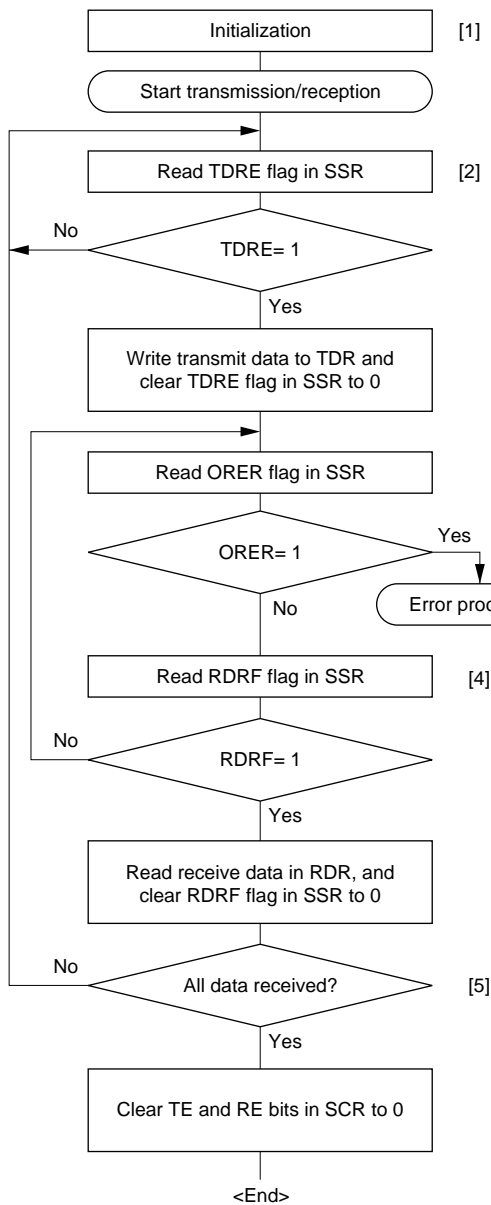 Initialization [1]
Start transmission/reception
Read TDRE flag in SSR [2]
No
TDRE= 1
Yes
Write transmit data to TDR and
clear TDRE flag in SSR to 0
Read ORER flag in SSR
Yes
ORER= 1
Error proc
No
Read RDRF flag in SSR [4]
No
RDRF= 1
Yes
Read receive data in RDR, and
clear RDRF flag in SSR to 0
No
All data received? [5]
Yes
Clear TE and RE bits in SCR to 0
<End>